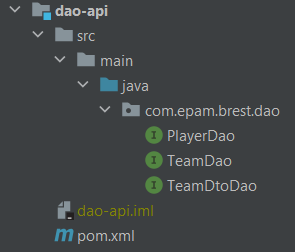 dao-api
src
main
java
com.epam.brest.dao
I PlayerDao
I TeamDao
I TeamDtoDao
dao-api.iml
m pom.xml